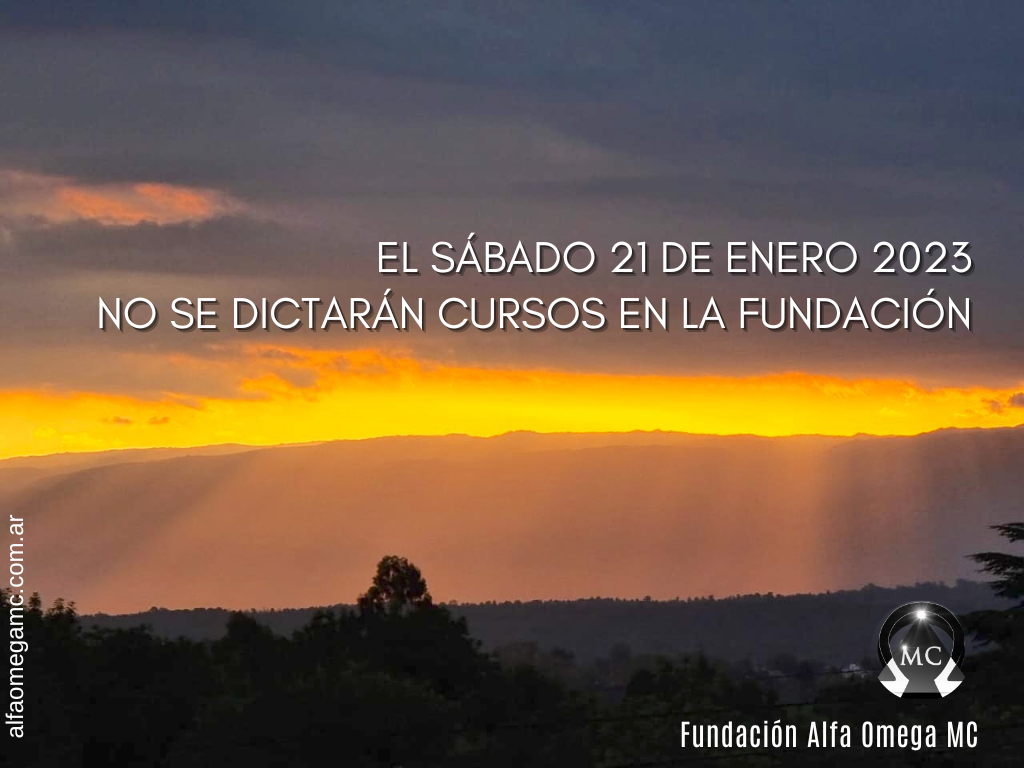 EL SÁBADO 21 DE ENERO 2023
NO SE DICTARÁN CURSOS EN LA FUNDACIÓN
alfaomegamc.com.ar
MC
Fundación Alfa Omega MC